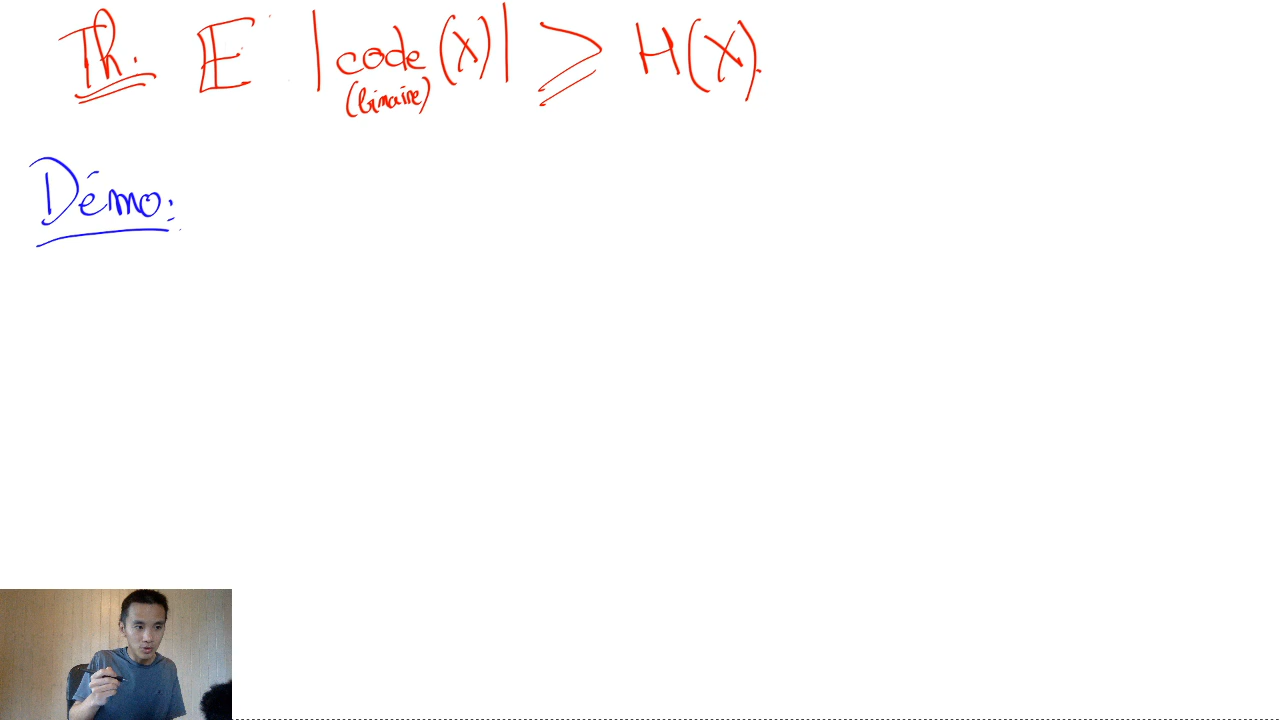 Th. 𝔼 |code(X)| ≥ H(X).
(binaire)
Démo: